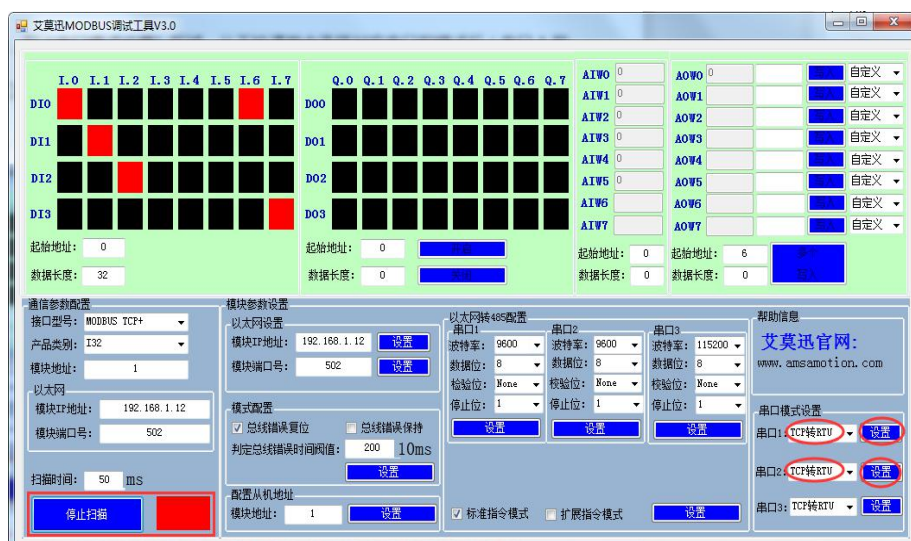 艾莫迅MODBUS调试工具V3.0
I.0 I.1 I.2 I.3 I.4 I.5 I.6 I.7
Q.0 Q.1 Q.2 Q.3 Q.4 Q.5 Q.6 Q.7
DI0
DI1
DI2
DI3
DO0
DO1
DO2
DO3
AIW0 0
AIW1 0
AIW2 0
AIW3 0
AIW4 0
AIW5 0
AIW6
AIW7
AOW0 0 写入 自定义
AOW1 写入 自定义
AOW2 写入 自定义
AOW3 写入 自定义
AOW4 写入 自定义
AOW5 写入 自定义
AOW6 写入 自定义
AOW7 写入 自定义
起始地址: 0
数据长度: 32
起始地址: 0
数据长度: 0
起始地址: 0
数据长度: 0
起始地址: 6
数据长度: 0
写入
通信参数配置
接口型号: MODBUS TCP+
产品类别: I32
模块地址: 1
以太网
模块IP地址: 192.168.1.12
模块端口号: 502
扫描时间: 50 ms
停止扫描
模块参数设置
以太网设置
模块IP地址: 192.168.1.12 设置
模块端口号: 502 设置
模式配置
总线错误复位 总线错误保持
判定总线错误时间阀值: 200 10ms
设置
配置从机地址
模块地址: 1 设置
以太网转485配置
串口1
波特率: 9600
数据位: 8
检验位: None
停止位: 1
设置
串口2
波特率: 9600
数据位: 8
校验位: None
停止位: 1
设置
串口3
波特率: 115200
数据位: 8
校验位: None
停止位: 1
设置
标准指令模式 扩展指令模式 设置
帮助信息
艾莫迅官网:
www.amsamotion.com
串口模式设置
串口1: TCP转RTU 设置
串口2: TCP转RTU 设置
串口3: TCP转RTU 设置